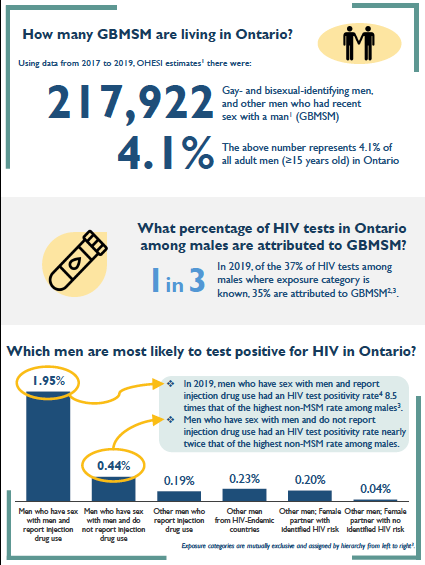 How many GBMSM are living in Ontario?
Using data from 2017 to 2019, OHESI estimates¹ there were:
217,922
Gay- and bisexual-identifying men,
and other men who had recent
sex with a man¹ (GBMSM)
4.1%
The above number represents 4.1% of
all adult men (≥15 years old) in Ontario
What percentage of HIV tests in Ontario
among males are attributed to GBMSM?
1 in 3
In 2019, of the 37% of HIV tests among
males where exposure category is
known, 35% are attributed to GBMSM²,³.
Which men are most likely to test positive for HIV in Ontario?
1.95%
❖ In 2019, men who have sex with men and report
injection drug use had an HIV test positivity rate⁴ 8.5
times that of the highest non-MSM rate among males³.
❖ Men who have sex with men and do not report
injection drug use had an HIV test positivity rate nearly
twice that of the highest non-MSM rate among males.
0.44%
0.19%
0.23%
0.20%
0.04%
Men who have sex
with men and
report injection
drug use
Men who have sex
with men and do
not report injection
drug use
Other men who
report injection
drug use
Other men
from HIV-Endemic
countries
Other men; Female
partner with
identified HIV risk
Other men; Female
partner with no
identified HIV risk
Exposure categories are mutually exclusive and assigned by hierarchy from left to right³.